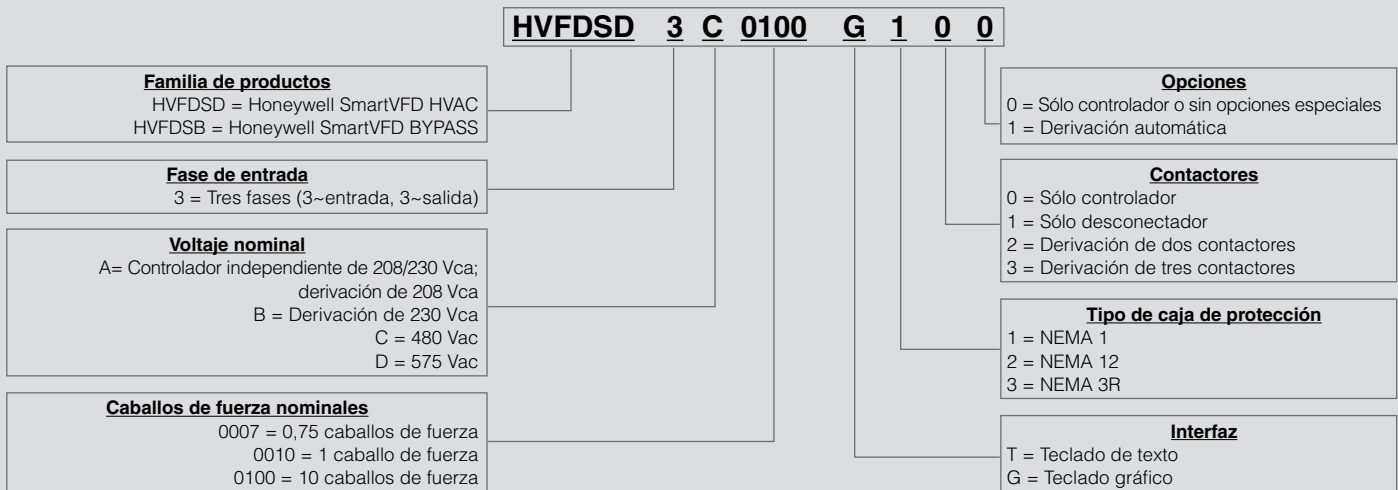 HVFDSD 3 C 0100 G 1 0 0
Familia de productos
HVFDSD = Honeywell SmartVFD HVAC
HVFDSB = Honeywell SmartVFD BYPASS
Fase de entrada
3 = Tres fases (3~entrada, 3~salida)
Voltaje nominal
A= Controlador independiente de 208/230 Vca;
derivación de 208 Vca
B = Derivación de 230 Vca
C = 480 Vac
D = 575 Vac
Caballos de fuerza nominales
0007 = 0,75 caballos de fuerza
0010 = 1 caballo de fuerza
0100 = 10 caballos de fuerza
Opciones
0 = Sólo controlador o sin opciones especiales
1 = Derivación automática
Contactores
0 = Sólo controlador
1 = Sólo desconectador
2 = Derivación de dos contactores
3 = Derivación de tres contactores
Tipo de caja de protección
1 = NEMA 1
2 = NEMA 12
3 = NEMA 3R
Interfaz
T = Teclado de texto
G = Teclado gráfico